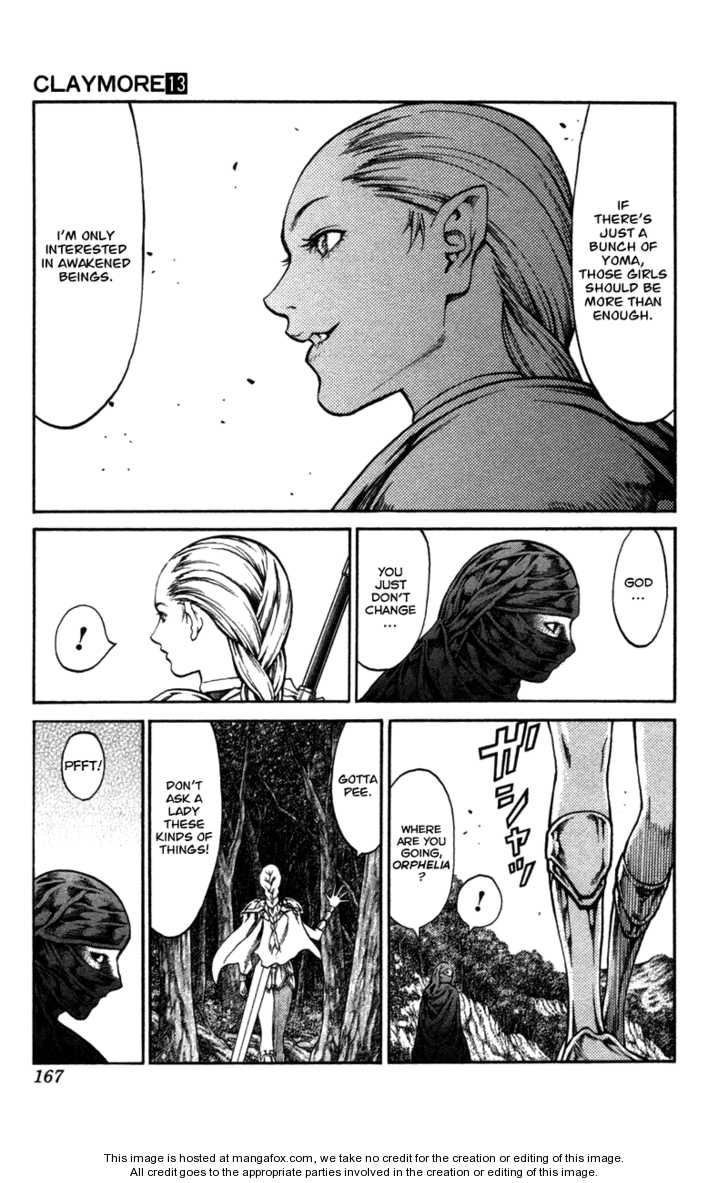 CLAYMORE 13
IF
THERE'S
JUST A
BUNCH OF
YOMA,
THOSE GIRLS
SHOULD BE
MORE THAN
ENOUGH.
I'M ONLY
INTERESTED
IN AWAKENED
BEINGS.
GOD
...
YOU
JUST
DON'T
CHANGE
...
!
ガシャッ
WHERE
ARE YOU
GOING,
ORPHELIA
?
!
GOTTA
PEE.
DON'T
ASK A
LADY
THESE
KINDS OF
THINGS!
PFFT!
167
This image is hosted at mangafox.com, we take no credit for the creation or editing of this image.
All credit goes to the appropriate parties involved in the creation or editing of this image.